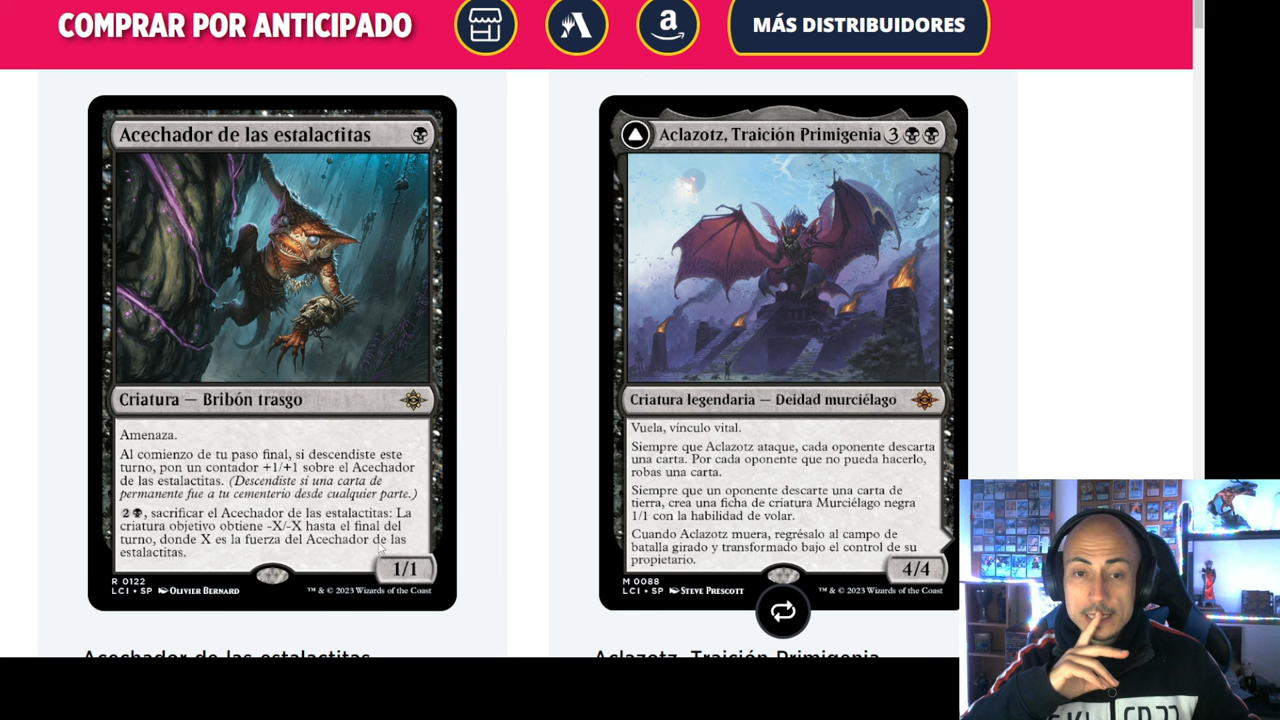 COMPRAR POR ANTICIPADO
MÁS DISTRIBUIDORES
Acechador de las estalactitas
Criatura — Bribón trasgo
Amenaza.
Al comienzo de tu paso final, si descendiste este
turno, pon un contador +1/+1 sobre el Acechador
de las estalactitas. (Descendiste si una carta de
permanente fue a tu cementerio desde cualquier parte.)
2, sacrificar el Acechador de las estalactitas: La
criatura objetivo obtiene -X/-X hasta el final del
turno, donde X es la fuerza del Acechador de las
estalactitas.
1/1
R 0122
LCI • SP OLIVIER BERNARD
™ & © 2023 Wizards of the Coast
Acechador de las estalactitas
Aclazotz, Traición Primigenia 3
Criatura legendaria — Deidad murciélago
Vuela, vínculo vital.
Siempre que Aclazotz ataque, cada oponente descarta
una carta. Por cada oponente que no pueda hacerlo,
robas una carta.
Siempre que un oponente descarte una carta de
tierra, crea una ficha de criatura Murciélago negra
1/1 con la habilidad de volar.
Cuando Aclazotz muera, regrésalo al campo de
batalla girado y transformado bajo el control de su
propietario.
4/4
M 0088
LCI • SP STEVE PRESCOTT
™ & © 2023 Wizards of the Coast
Aclazotz, Traición Primigenia